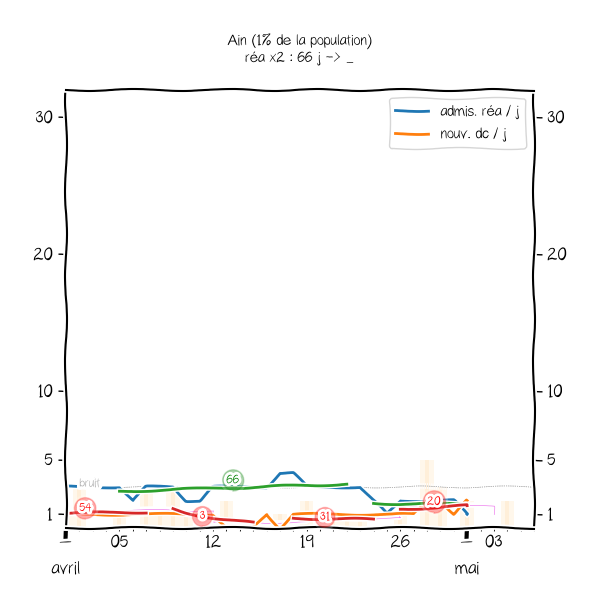 Ain (1% de la population)
réa x2 : 66 j -> _
admis. réa / j
nouv. dc / j
30
30
20
20
10
10
5
5
1
1
bruit
66
54
31
20
05
12
19
26
03
avril
mai